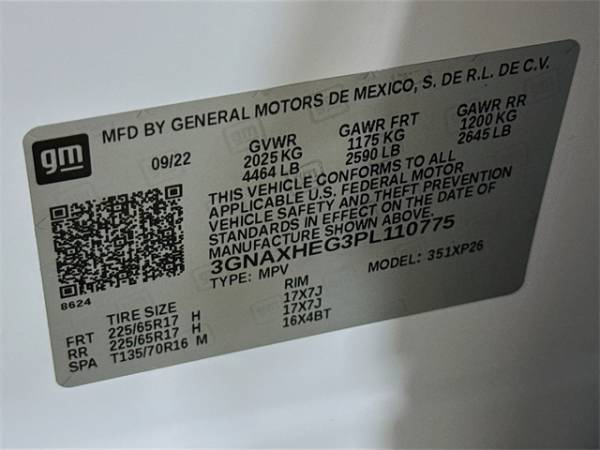 gm
MFD BY GENERAL MOTORS DE MEXICO, S. DE R.L. DE C.V.
09/22 GVWR GAWR FRT GAWR RR
2025 KG 1175 KG 1200 KG
4464 LB 2590 LB 2645 LB
THIS VEHICLE CONFORMS TO ALL
APPLICABLE U.S. FEDERAL MOTOR
VEHICLE SAFETY AND THEFT PREVENTION
STANDARDS IN EFFECT ON THE DATE OF
MANUFACTURE SHOWN ABOVE.
3GNAXHEG3PL110775
TYPE: MPV MODEL: 351XP26
8624
TIRE SIZE RIM
FRT 225/65R17 H 17X7J
RR 225/65R17 H 17X7J
SPA T135/70R16 M 16X4BT